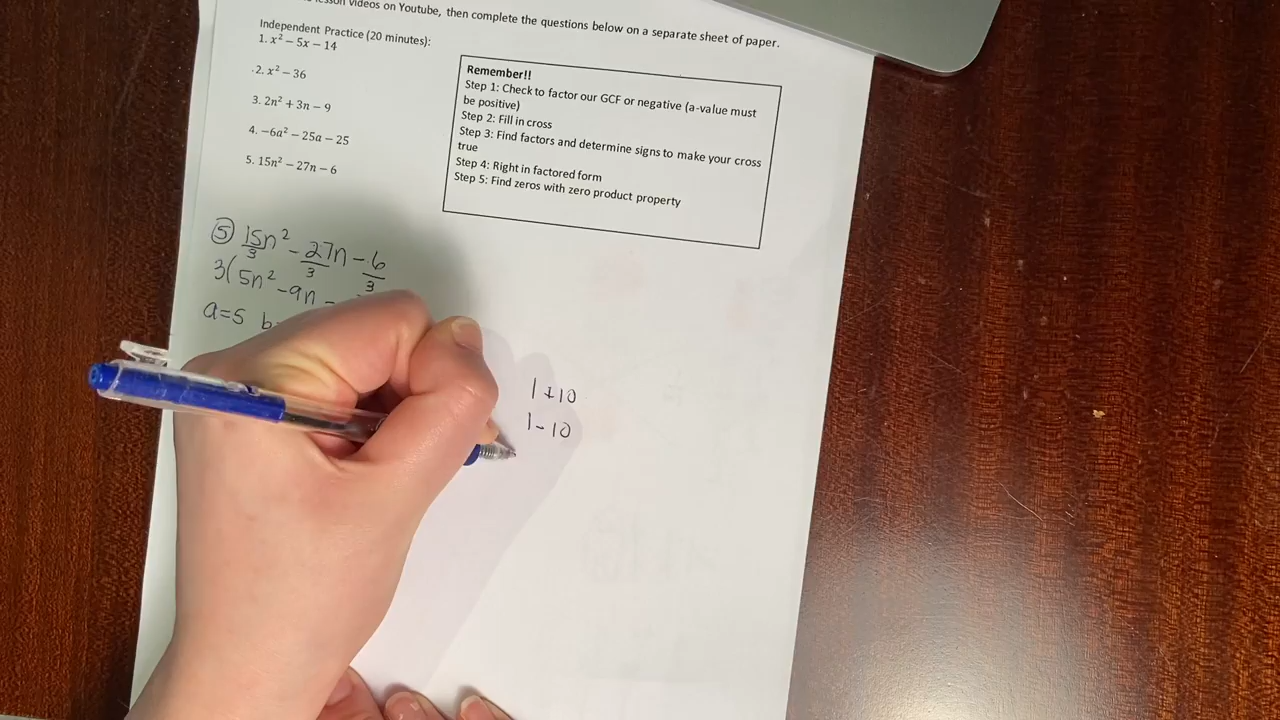 lesson videos on Youtube, then complete the questions below on a separate sheet of paper.
Independent Practice (20 minutes):
1. x² – 5x – 14
2. x² – 36
3. 2n² + 3n – 9
4. –6a² – 25a – 25
5. 15n² – 27n – 6
Remember!!
Step 1: Check to factor our GCF or negative (a-value must
be positive)
Step 2: Fill in cross
Step 3: Find factors and determine signs to make your cross
true
Step 4: Right in factored form
Step 5: Find zeros with zero product property
⑤ 15n²/3 - 27n/3 - 6/3
3(5n² - 9n -
a=5 b=
1+10
1-10